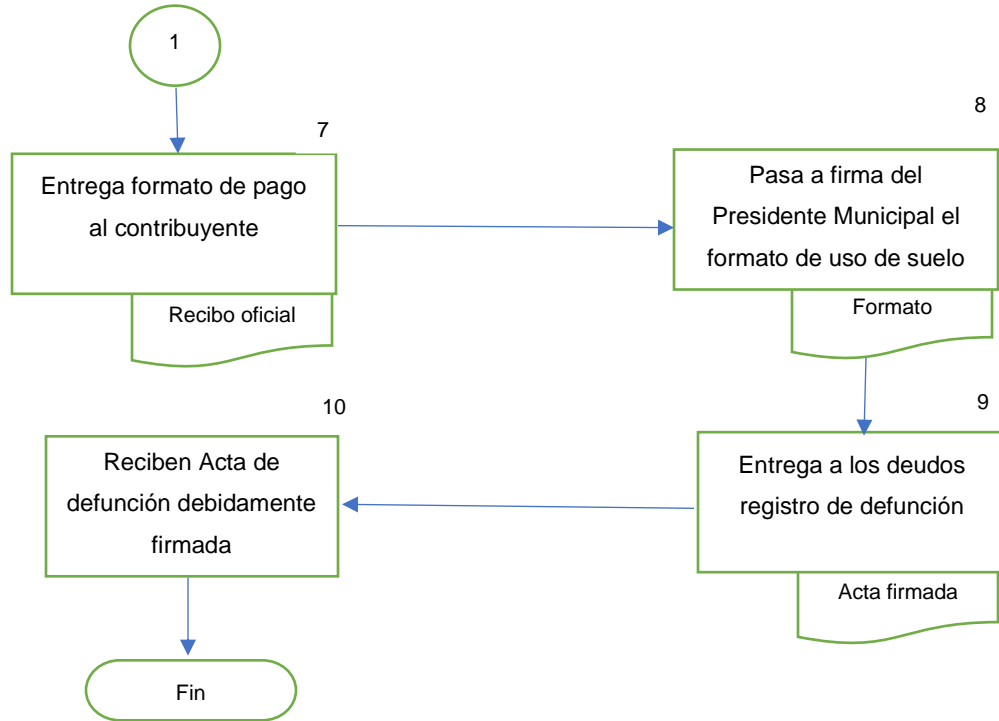 1
7
Entrega formato de pago
al contribuyente
Recibo oficial
8
Pasa a firma del
Presidente Municipal el
formato de uso de suelo
Formato
9
Entrega a los deudos
registro de defunción
Acta firmada
10
Reciben Acta de
defunción debidamente
firmada
Fin